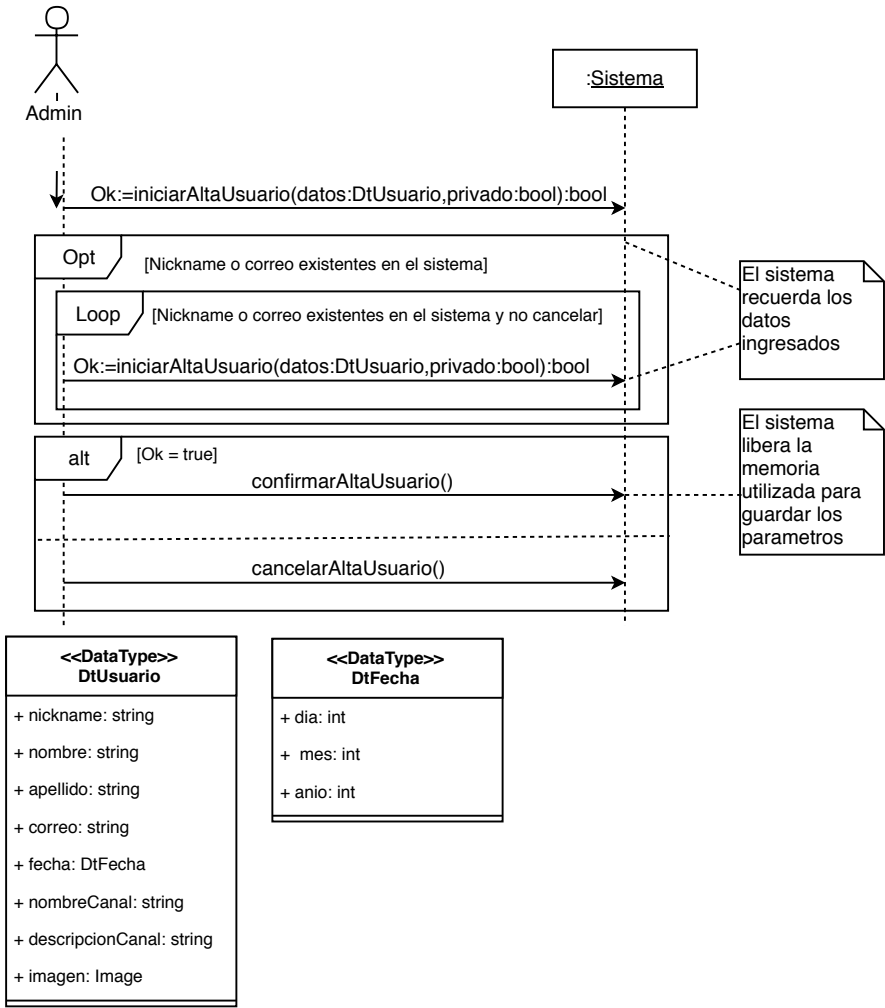 Admin
:Sistema
Ok:=iniciarAltaUsuario(datos:DtUsuario,privado:bool):bool
Opt
[Nickname o correo existentes en el sistema]
Loop
[Nickname o correo existentes en el sistema y no cancelar]
Ok:=iniciarAltaUsuario(datos:DtUsuario,privado:bool):bool
El sistema
recuerda los
datos
ingresados
alt
[Ok = true]
confirmarAltaUsuario()
El sistema
libera la
memoria
utilizada para
guardar los
parametros
cancelarAltaUsuario()
<<DataType>>
DtUsuario
+ nickname: string
+ nombre: string
+ apellido: string
+ correo: string
+ fecha: DtFecha
+ nombreCanal: string
+ descripcionCanal: string
+ imagen: Image
<<DataType>>
DtFecha
+ dia: int
+ mes: int
+ anio: int